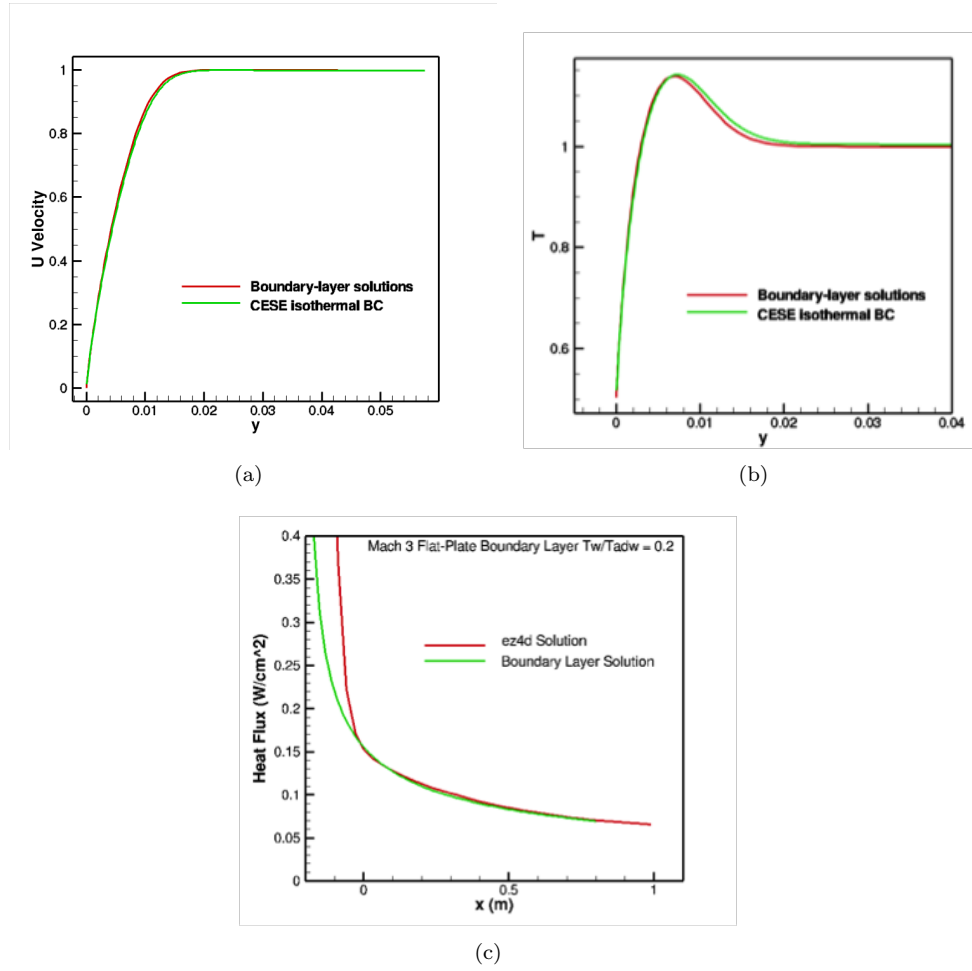 1
0.8
0.6
0.4
0.2
0
U Velocity
Boundary-layer solutions
CESE isothermal BC
0 0.01 0.02 0.03 0.04 0.05
y
(a)
1
0.8
0.6
T
Boundary-layer solutions
CESE isothermal BC
0 0.01 0.02 0.03 0.04
y
(b)
Mach 3 Flat-Plate Boundary Layer Tw/Tadw = 0.2
0.4
0.35
0.3
0.25
0.2
0.15
0.1
0.05
0
Heat Flux (W/cm^2)
ez4d Solution
Boundary Layer Solution
0 0.5 1
x (m)
(c)